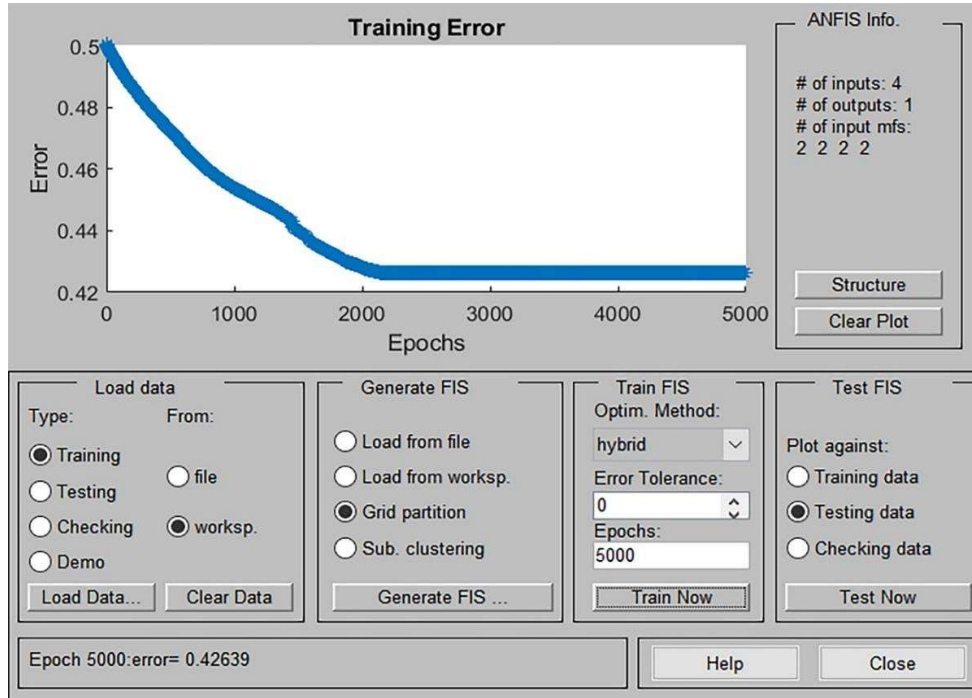 Training Error
0.5
0.48
0.46
0.44
0.42
Error
0
1000
2000
3000
4000
5000
Epochs
ANFIS Info.
# of inputs: 4
# of outputs: 1
# of input mfs:
2 2 2 2
Structure
Clear Plot
Load data
Type:
From:
Training
Testing
Checking
Demo
file
worksp.
Load Data...
Clear Data
Generate FIS
Load from file
Load from worksp.
Grid partition
Sub. clustering
Generate FIS ...
Train FIS
Optim. Method:
hybrid
Error Tolerance:
0
Epochs:
5000
Train Now
Test FIS
Plot against:
Training data
Testing data
Checking data
Test Now
Epoch 5000:error= 0.42639
Help
Close